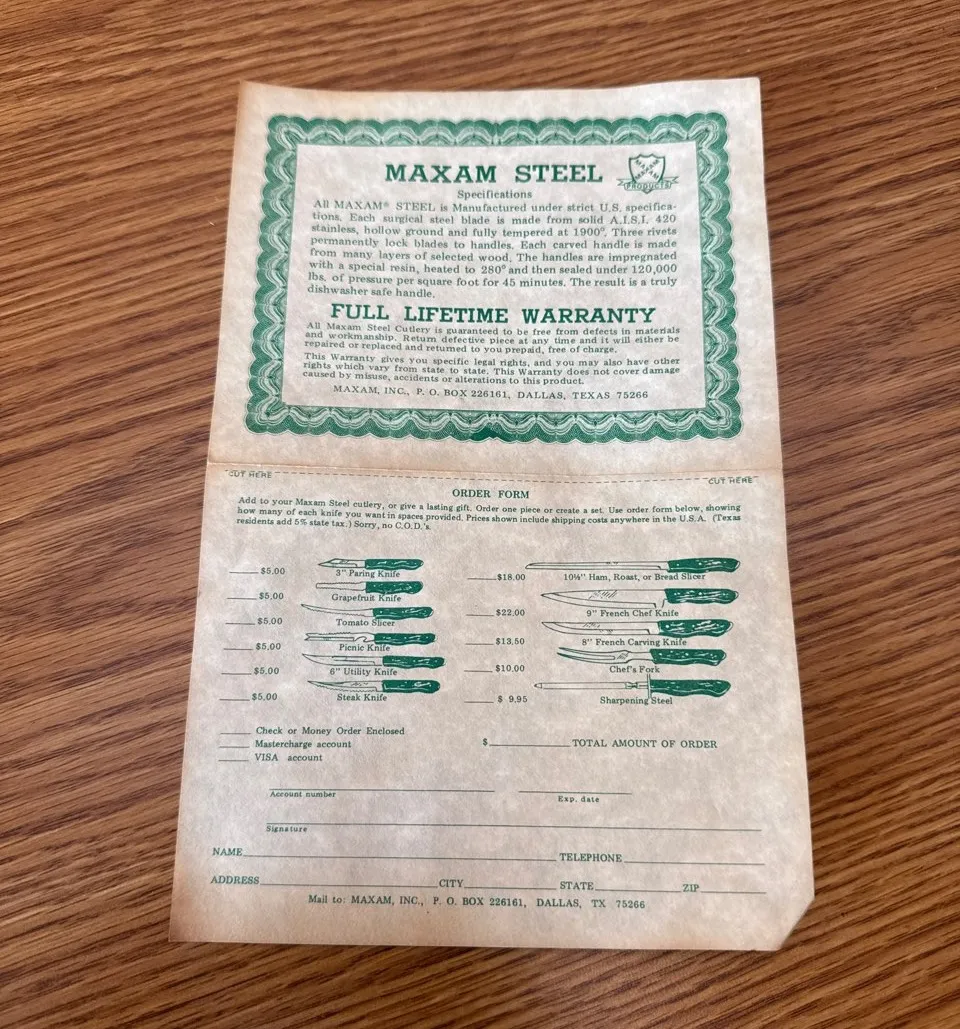 MAXAM STEEL
MAXAM
MAXAM
PRODUCTS
Specifications
All MAXAM® STEEL is Manufactured under strict U.S. specifica-
tions. Each surgical steel blade is made from solid A.I.S.I. 420
stainless, hollow ground and fully tempered at 1900°. Three rivets
permanently lock blades to handles. Each carved handle is made
from many layers of selected wood. The handles are impregnated
with a special resin, heated to 280° and then sealed under 120,000
lbs. of pressure per square foot for 45 minutes. The result is a truly
dishwasher safe handle.
FULL LIFETIME WARRANTY
All Maxam Steel Cutlery is guaranteed to be free from defects in materials
and workmanship. Return defective piece at any time and it will either be
repaired or replaced and returned to you prepaid, free of charge.
This Warranty gives you specific legal rights, and you may also have other
rights which vary from state to state. This Warranty does not cover damage
caused by misuse, accidents or alterations to this product.
MAXAM, INC., P. O. BOX 226161, DALLAS, TEXAS 75266
CUT HERE CUT HERE
ORDER FORM
Add to your Maxam Steel cutlery, or give a lasting gift. Order one piece or create a set. Use order form below, showing
how many of each knife you want in spaces provided. Prices shown include shipping costs anywhere in the U.S.A. (Texas
residents add 5% state tax.) Sorry, no C.O.D.'s.
$5.00 3" Paring Knife
$5.00 Grapefruit Knife
$5.00 Tomato Slicer
$5.00 Picnic Knife
$5.00 6" Utility Knife
$5.00 Steak Knife
$18.00 10½" Ham, Roast, or Bread Slicer
$22.00 9" French Chef Knife
$13.50 8" French Carving Knife
$10.00 Chef's Fork
$ 9.95 Sharpening Steel
Check or Money Order Enclosed
Mastercharge account
VISA account
$ TOTAL AMOUNT OF ORDER
Account number Exp. date
Signature
NAME TELEPHONE
ADDRESS CITY STATE ZIP
Mail to: MAXAM, INC., P. O. BOX 226161, DALLAS, TX 75266